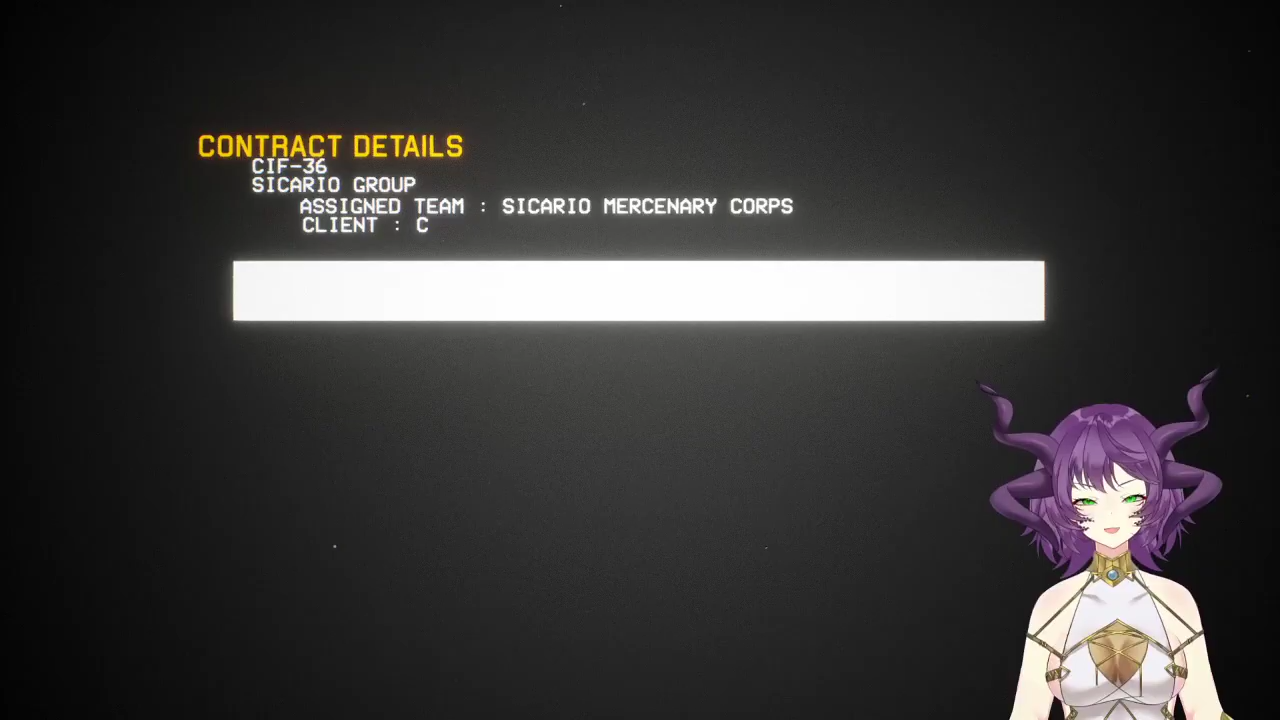 CONTRACT DETAILS
CIF-36
SICARIO GROUP
ASSIGNED TEAM : SICARIO MERCENARY CORPS
CLIENT : C